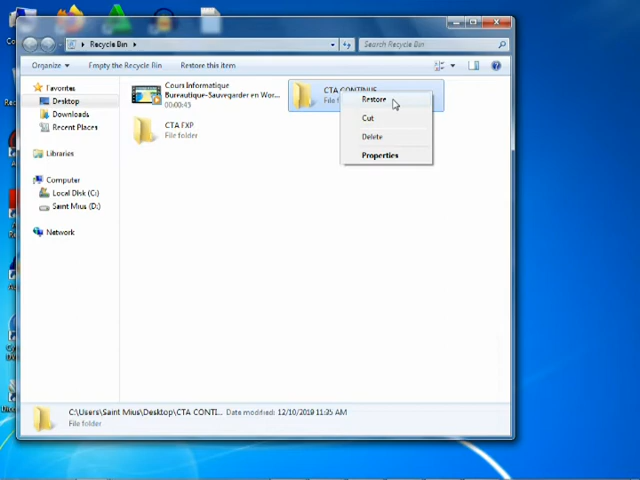 Recycle Bin
Search Recycle Bin
Organize
Empty the Recycle Bin
Restore this item
Favorites
Desktop
Downloads
Recent Places
Libraries
Computer
Local Disk (C:)
Saint Mius (D:)
Network
Cours Informatique
Bureautique-Sauvegarder en Wor...
00:00:43
CTA FXP
File folder
CTA CONTINUE
File f
Restore
Cut
Delete
Properties
C:\Users\Saint Mius\Desktop\CTA CONTI... Date modified: 12/10/2019 11:35 AM
File folder